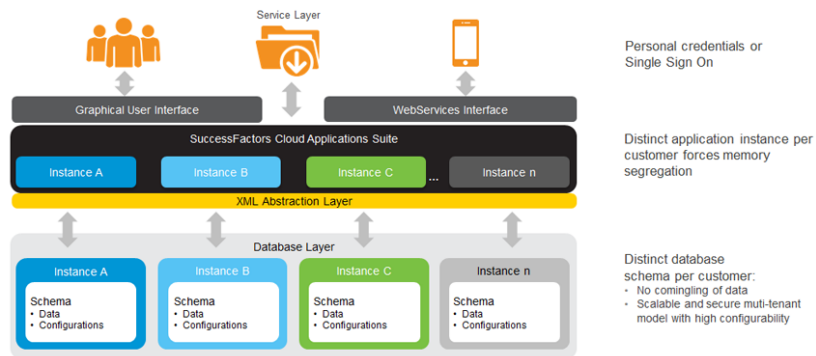 Service Layer
Personal credentials or
Single Sign On
Graphical User Interface
WebServices Interface
SuccessFactors Cloud Applications Suite
Instance A
Instance B
Instance C
...
Instance n
Distinct application instance per
customer forces memory
segregation
XML Abstraction Layer
Database Layer
Instance A
Schema
• Data
• Configurations
Instance B
Schema
• Data
• Configurations
Instance C
Schema
• Data
• Configurations
Instance n
Schema
• Data
• Configurations
Distinct database
schema per customer:
• No comingling of data
• Scalable and secure muti-tenant
model with high configurability